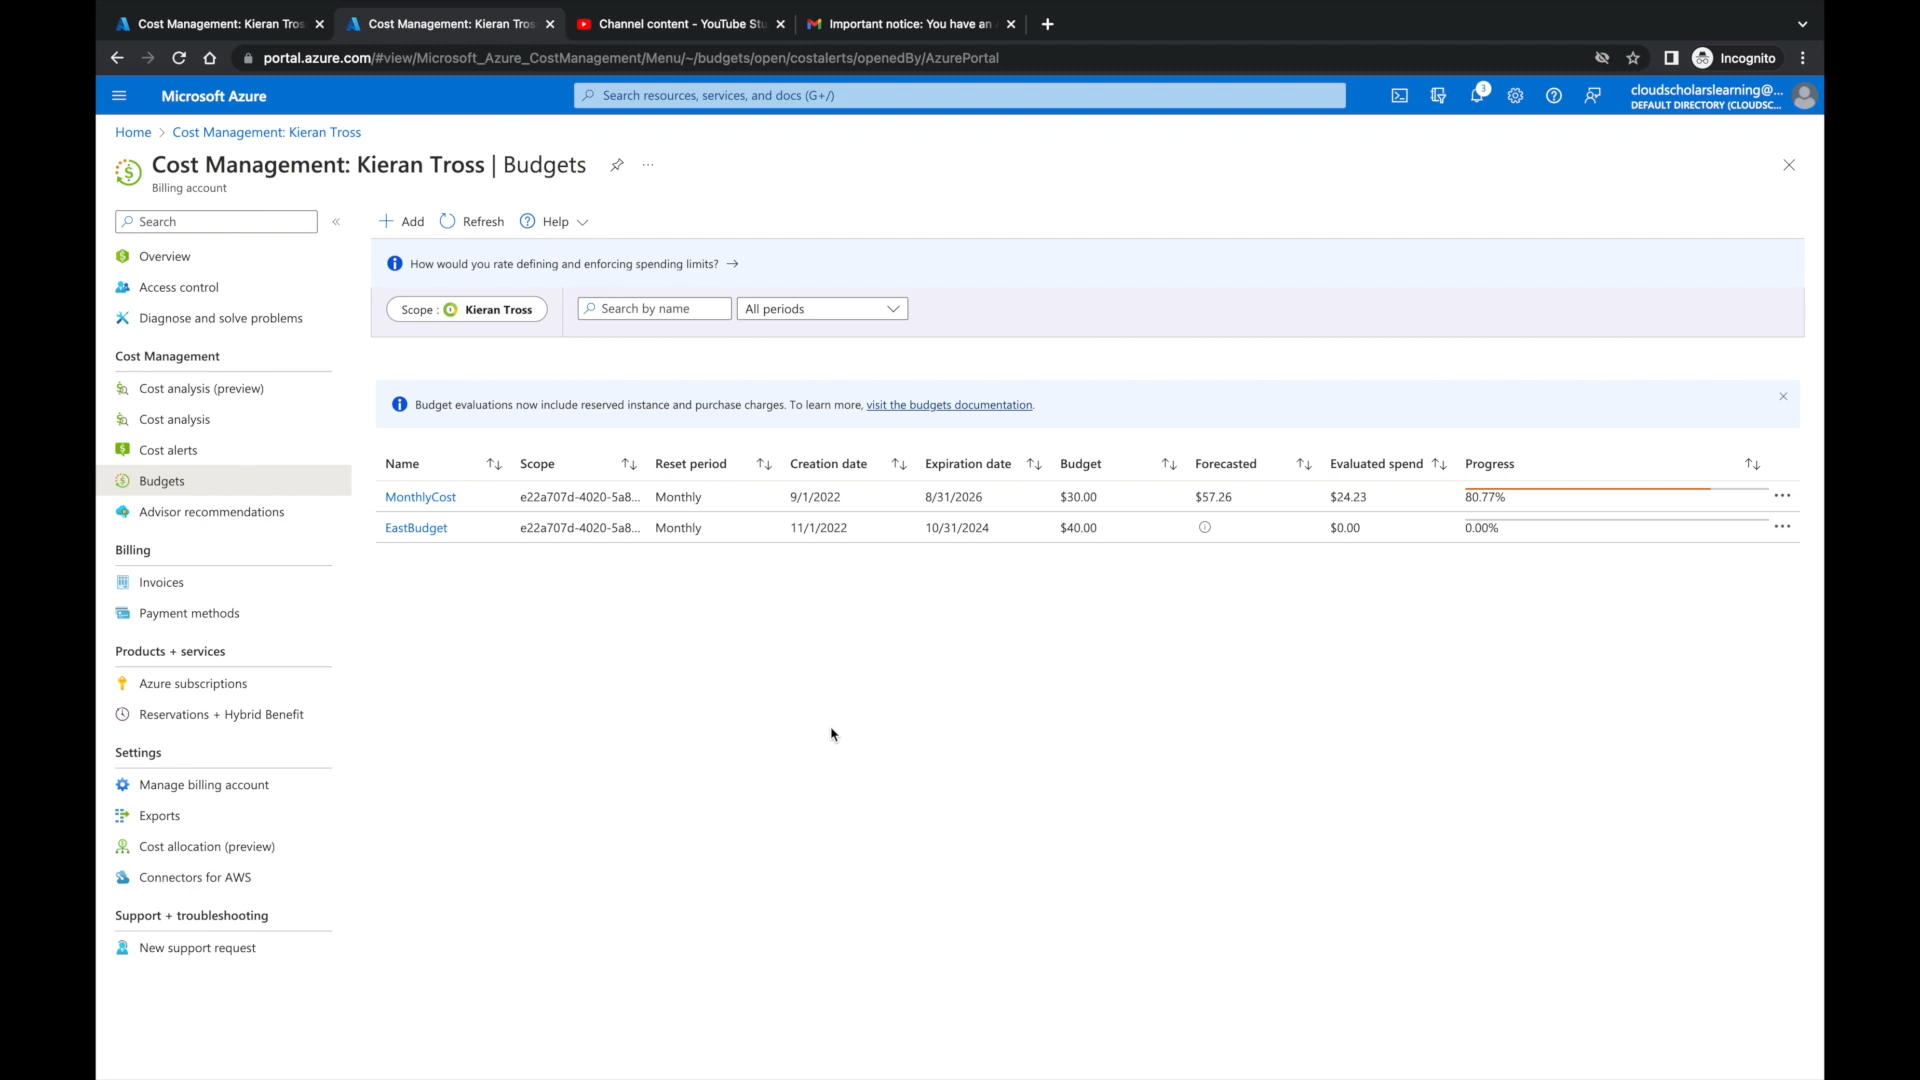 Cost Management: Kieran Tros
Cost Management: Kieran Tros
Channel content - YouTube Stu
Important notice: You have an
portal.azure.com/#view/Microsoft_Azure_CostManagement/Menu/~/budgets/open/costalerts/openedBy/AzurePortal
Incognito
Microsoft Azure
Search resources, services, and docs (G+/)
3
cloudscholarslearning@...
DEFAULT DIRECTORY (CLOUDSC...
Home > Cost Management: Kieran Tross
Cost Management: Kieran Tross | Budgets
Billing account
Search
«
Add
Refresh
Help
Overview
Access control
Diagnose and solve problems
Cost Management
Cost analysis (preview)
Cost analysis
Cost alerts
Budgets
Advisor recommendations
Billing
Invoices
Payment methods
Products + services
Azure subscriptions
Reservations + Hybrid Benefit
Settings
Manage billing account
Exports
Cost allocation (preview)
Connectors for AWS
Support + troubleshooting
New support request
How would you rate defining and enforcing spending limits? →
Scope : Kieran Tross
Search by name
All periods
Budget evaluations now include reserved instance and purchase charges. To learn more, visit the budgets documentation.
Name Scope Reset period Creation date Expiration date Budget Forecasted Evaluated spend Progress
MonthlyCost e22a707d-4020-5a8... Monthly 9/1/2022 8/31/2026 $30.00 $57.26 $24.23 80.77%
EastBudget e22a707d-4020-5a8... Monthly 11/1/2022 10/31/2024 $40.00 $0.00 0.00%